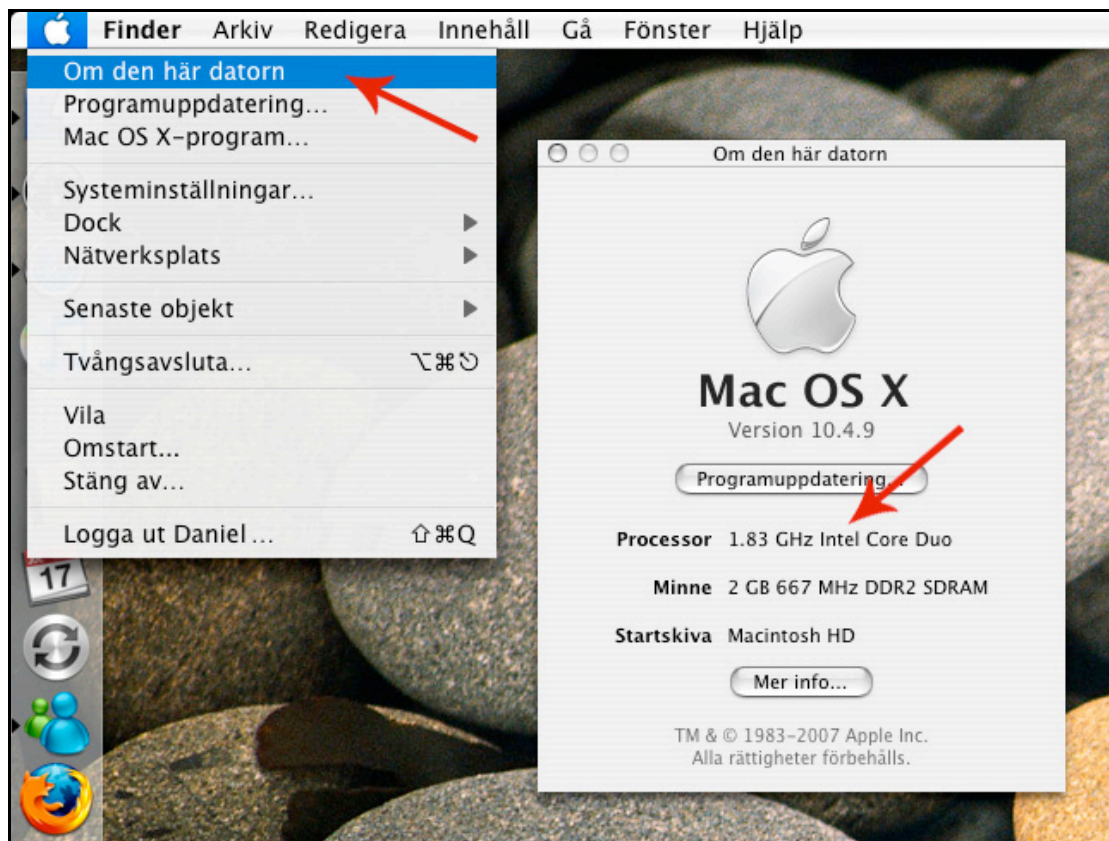 Finder Arkiv Redigera Innehåll Gå Fönster Hjälp
Om den här datorn
Programuppdatering...
Mac OS X-program...
Systeminställningar...
Dock
Nätverksplats
Senaste objekt
Tvångsavsluta... ⌥⌘⎋
Vila
Omstart...
Stäng av...
Logga ut Daniel... ⇧⌘Q
17
Om den här datorn
Mac OS X
Version 10.4.9
Programuppdatering...
Processor 1.83 GHz Intel Core Duo
Minne 2 GB 667 MHz DDR2 SDRAM
Startskiva Macintosh HD
Mer info...
TM & © 1983-2007 Apple Inc.
Alla rättigheter förbehålls.